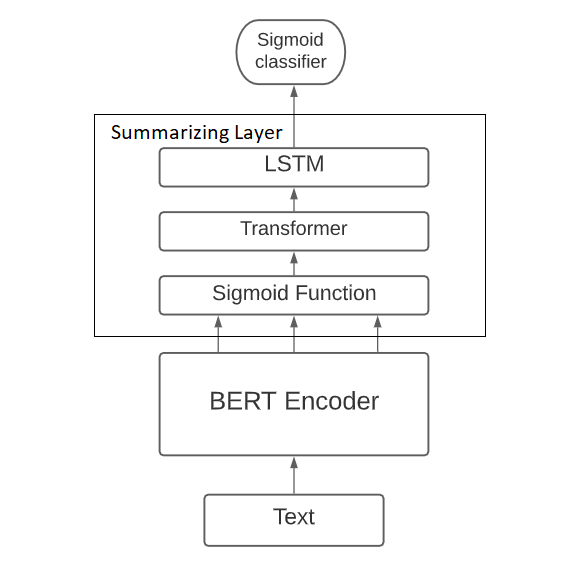 Sigmoid
classifier
Summarizing Layer
LSTM
Transformer
Sigmoid Function
BERT Encoder
Text